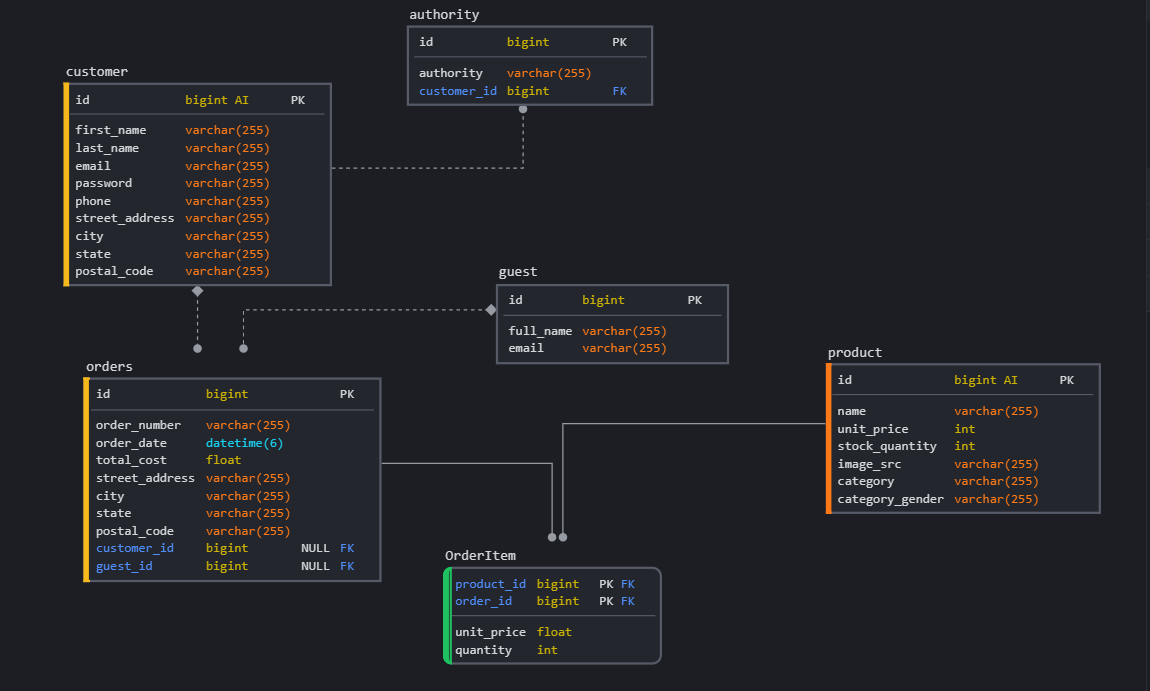 authority
id bigint PK
authority varchar(255)
customer_id bigint FK
customer
id bigint AI PK
first_name varchar(255)
last_name varchar(255)
email varchar(255)
password varchar(255)
phone varchar(255)
street_address varchar(255)
city varchar(255)
state varchar(255)
postal_code varchar(255)
guest
id bigint PK
full_name varchar(255)
email varchar(255)
orders
id bigint PK
order_number varchar(255)
order_date datetime(6)
total_cost float
street_address varchar(255)
city varchar(255)
state varchar(255)
postal_code varchar(255)
customer_id bigint NULL FK
guest_id bigint NULL FK
product
id bigint AI PK
name varchar(255)
unit_price int
stock_quantity int
image_src varchar(255)
category varchar(255)
category_gender varchar(255)
OrderItem
product_id bigint PK FK
order_id bigint PK FK
unit_price float
quantity int